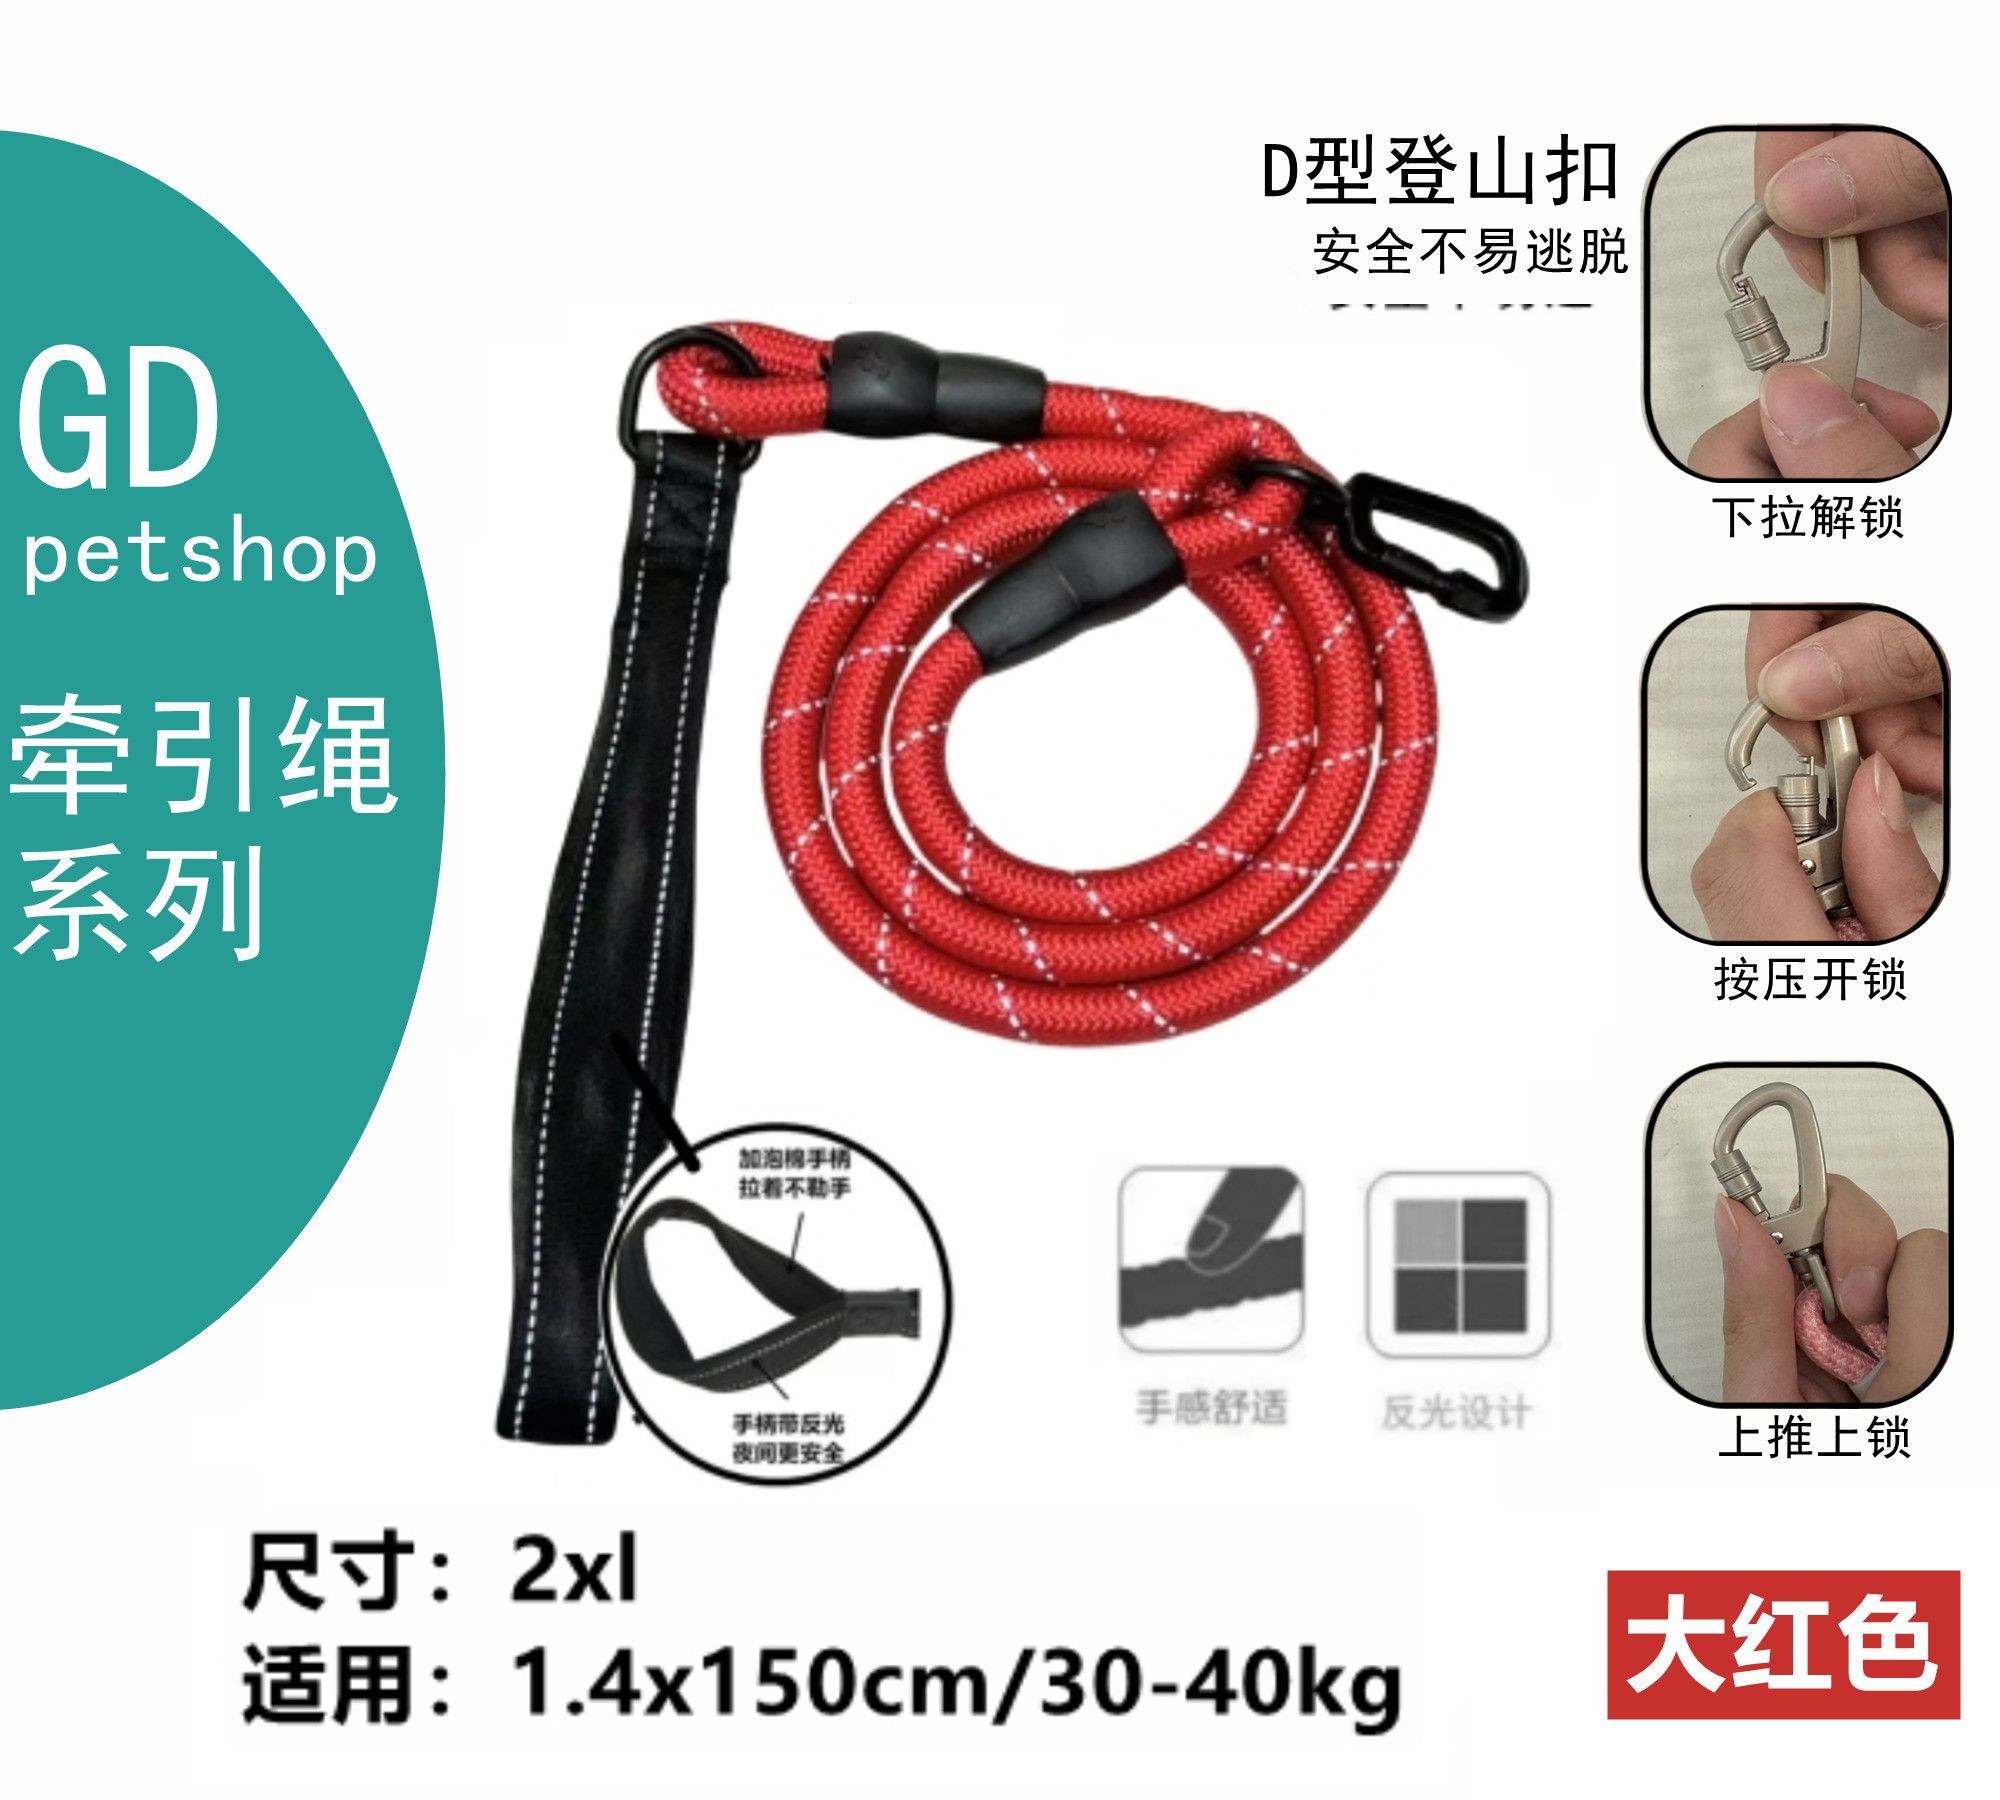 GD
petshop
牵引绳
系列
D型登山扣
安全不易逃脱
下拉解锁
按压开锁
上推上锁
加泡棉手柄
拉着不勒手
手柄带反光
夜间更安全
手感舒适
反光设计
尺寸：2xl
适用：1.4x150cm/30-40kg
大红色